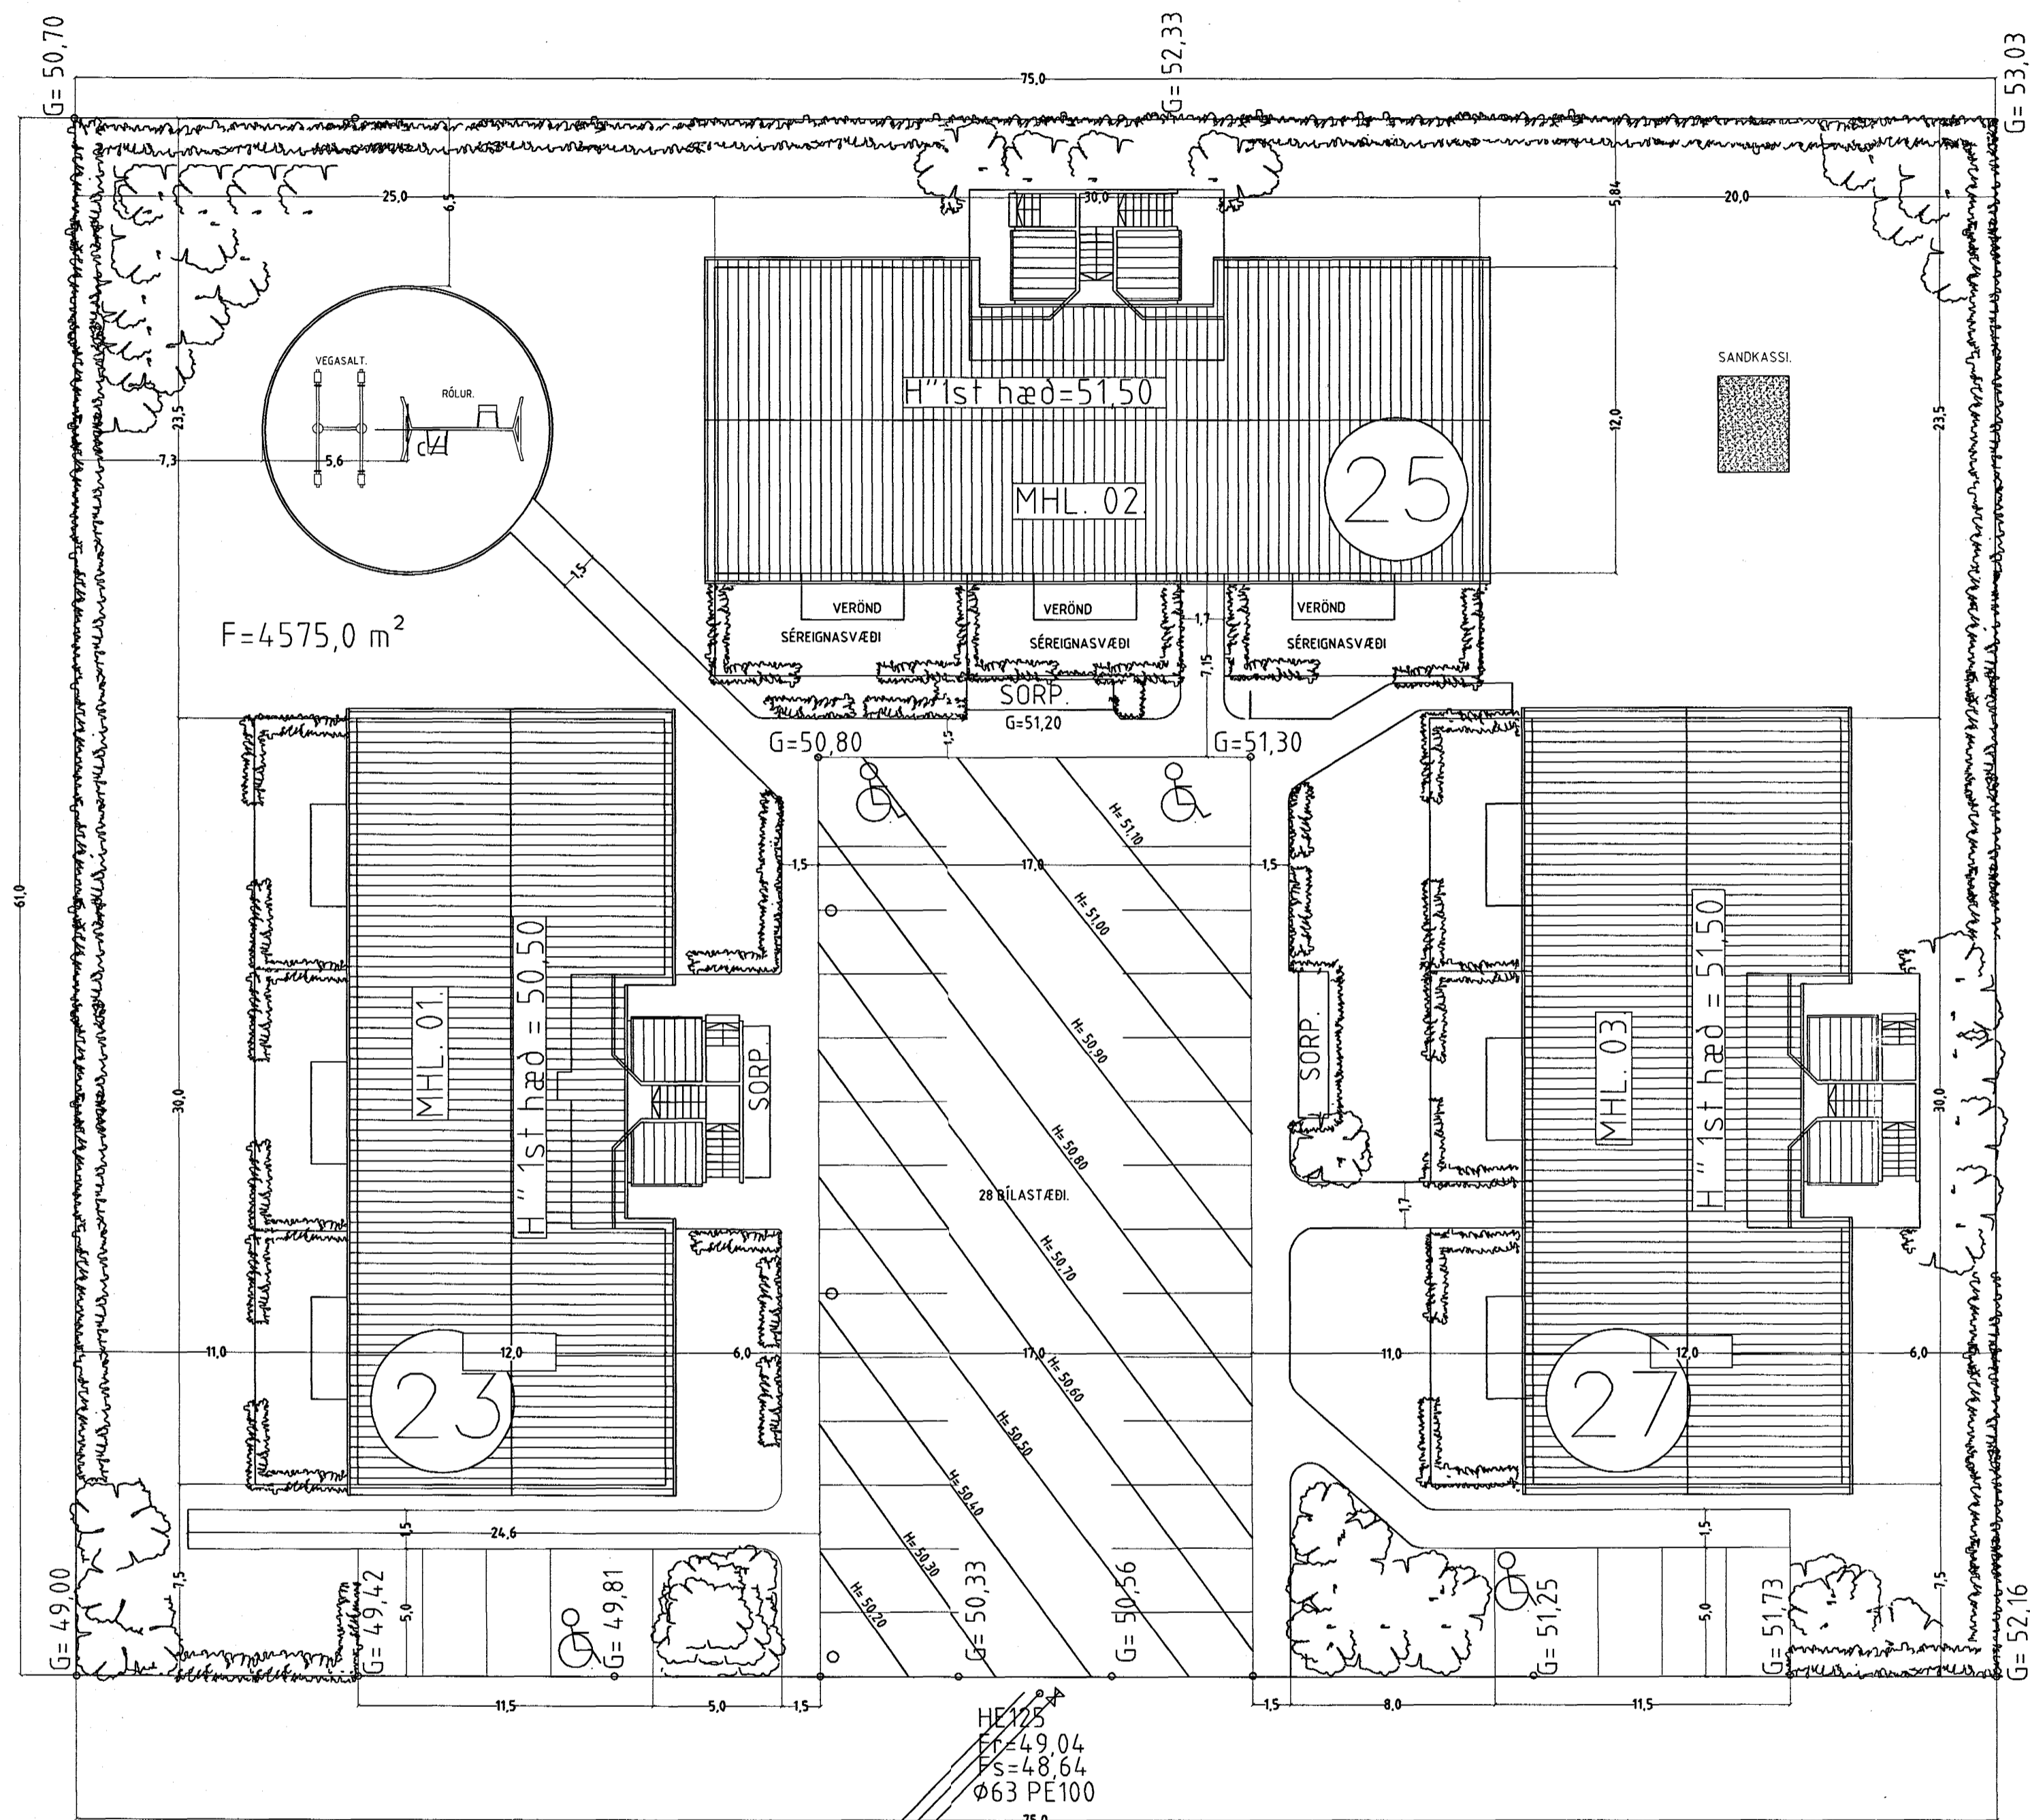 G= 50,70
75,0
G= 52,33
G= 53,03
25,0
6,5
30,0
5,84
20,0
VEGASALT.
RÓLUR.
7,3
5,6
23,5
H"1st hæð=51,50
MHL. 02.
25
12,0
SANDKASSI.
23,5
1,5
F=4575,0 m²
VERÖND
VERÖND
VERÖND
SÉREIGNASVÆÐI
SÉREIGNASVÆÐI
SÉREIGNASVÆÐI
1,7
7,15
SORP.
G=51,20
G=50,80
1,5
G=51,30
61,0
1,5
17,0
1,5
H= 51,10
H= 51,00
H= 50,90
H= 50,80
28 BÍLASTÆÐI.
H= 50,70
H= 50,60
H= 50,50
H= 50,40
H= 50,30
H= 50,20
30,0
MHL. 01.
H" 1st hæð = 50,50
SORP.
SORP.
MHL. 03.
H" 1st hæð = 51,50
30,0
1,7
11,0
12,0
6,0
17,0
11,0
12,0
6,0
23
27
1,5
24,6
1,5
7,5
5,0
5,0
7,5
G= 49,00
G= 49,42
G= 49,81
G= 50,33
G= 50,56
G= 51,25
G= 51,73
G= 52,16
11,5
5,0
1,5
1,5
8,0
11,5
HE125
Fr=49,04
Fs=48,64
Ø63 PE100
75,0